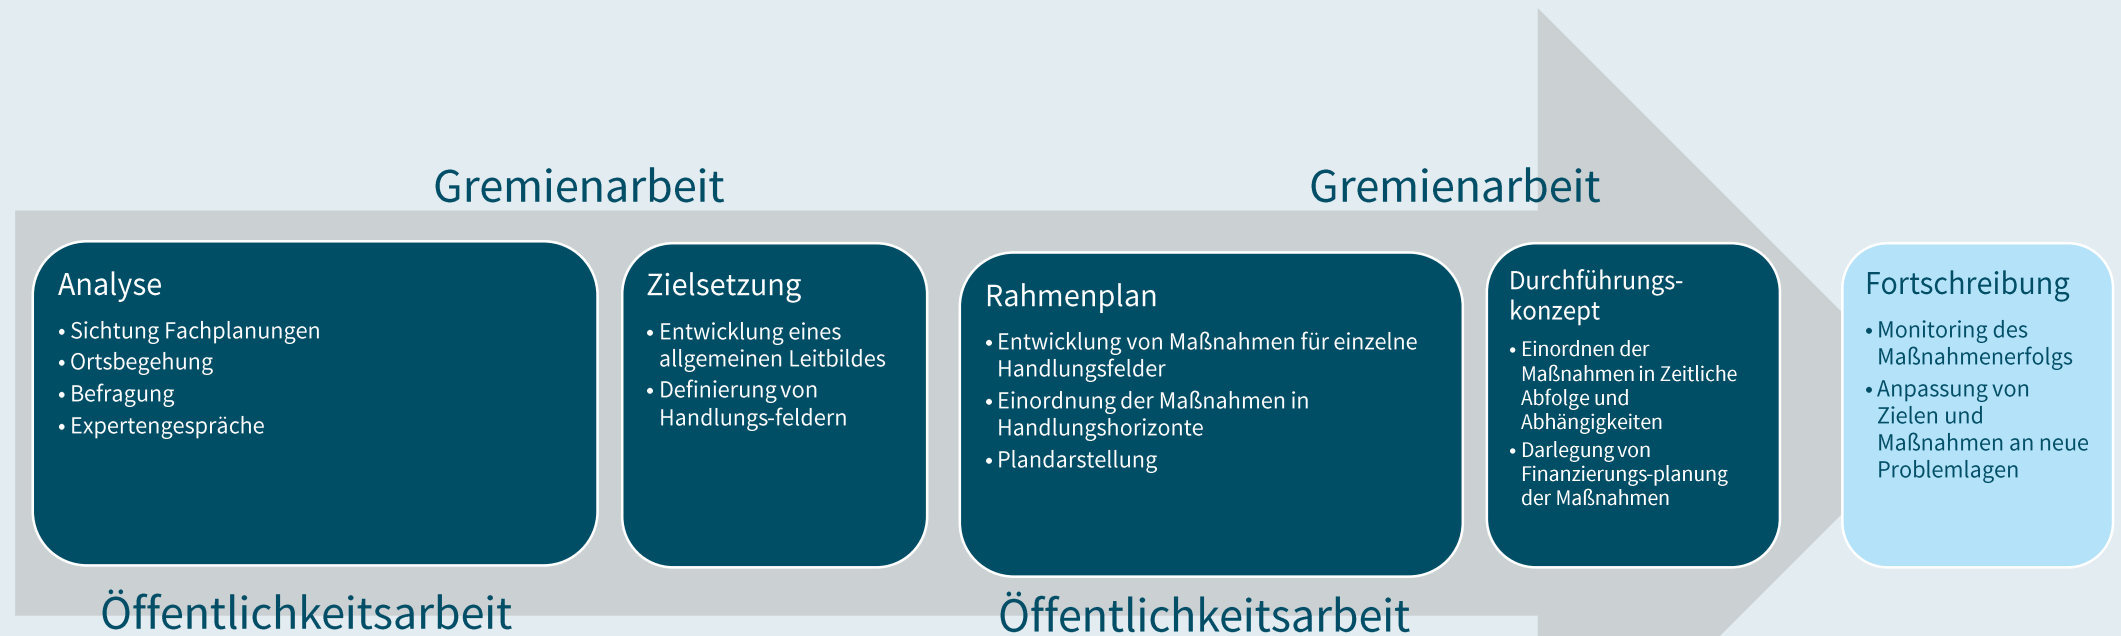 Gremienarbeit
Gremienarbeit
Analyse
• Sichtung Fachplanungen
• Ortsbegehung
• Befragung
• Expertengespräche
Zielsetzung
• Entwicklung eines
allgemeinen Leitbildes
• Definierung von
Handlungs-feldern
Rahmenplan
• Entwicklung von Maßnahmen für einzelne
Handlungsfelder
• Einordnung der Maßnahmen in
Handlungshorizonte
• Plandarstellung
Durchführungs-
konzept
• Einordnen der
Maßnahmen in Zeitliche
Abfolge und
Abhängigkeiten
• Darlegung von
Finanzierungs-planung
der Maßnahmen
Fortschreibung
• Monitoring des
Maßnahmenerfolgs
• Anpassung von
Zielen und
Maßnahmen an neue
Problemlagen
Öffentlichkeitsarbeit
Öffentlichkeitsarbeit